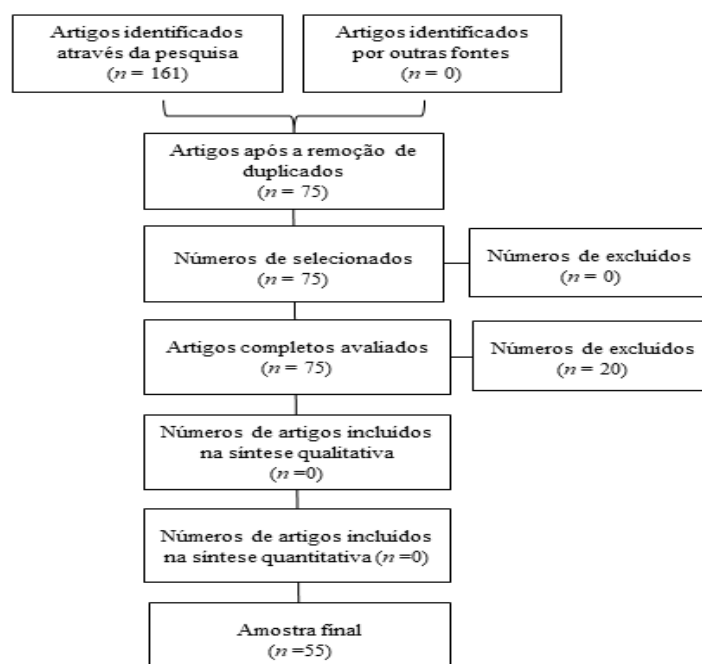 Artigos identificados
através da pesquisa
(n = 161)
Artigos identificados
por outras fontes
(n = 0)
Artigos após a remoção de
duplicados
(n = 75)
Números de selecionados
(n = 75)
Números de excluídos
(n = 0)
Artigos completos avaliados
(n = 75)
Números de excluídos
(n = 20)
Números de artigos incluídos
na síntese qualitativa
(n =0)
Números de artigos incluídos
na síntese quantitativa (n =0)
Amostra final
(n =55)